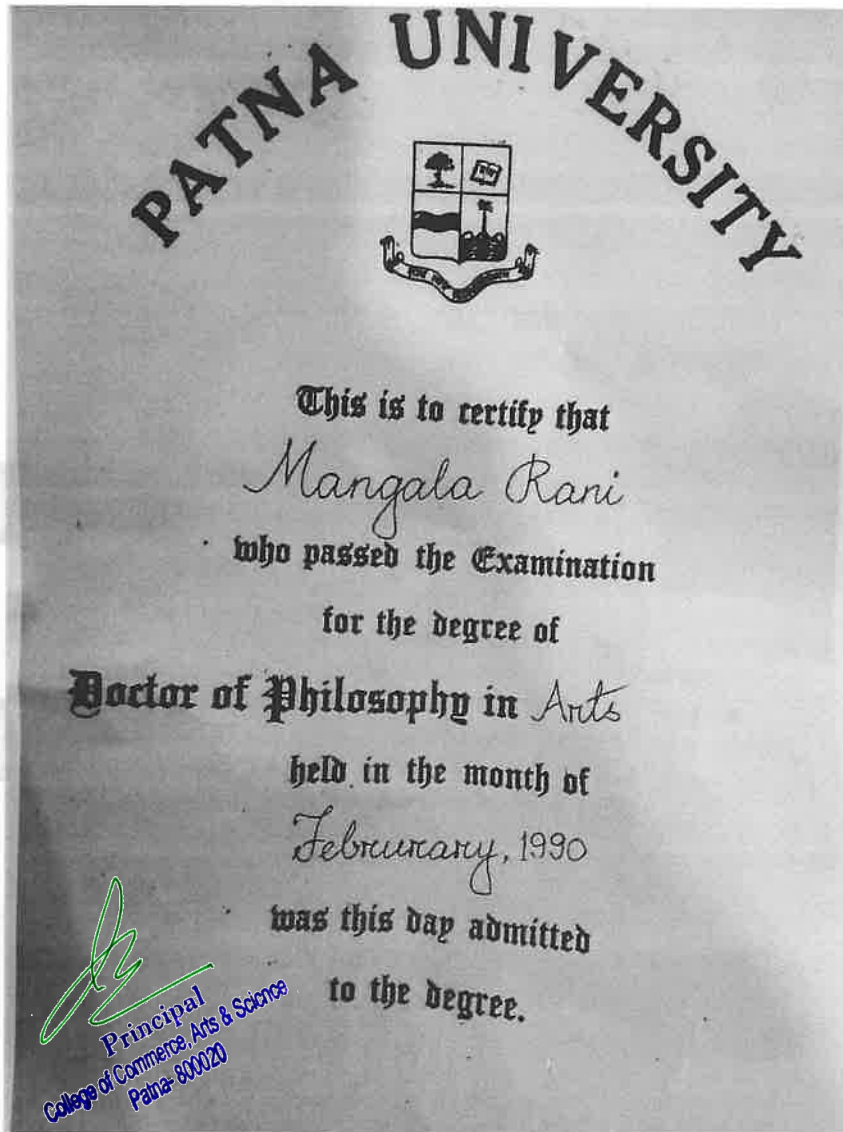 PATNA UNIVERSITY
This is to certify that
Mangala Rani
who passed the Examination
for the degree of
Doctor of Philosophy in Arts
held in the month of
Februrary, 1990
was this day admitted
to the degree.
Principal
College of Commerce, Arts & Science
Patna- 800020